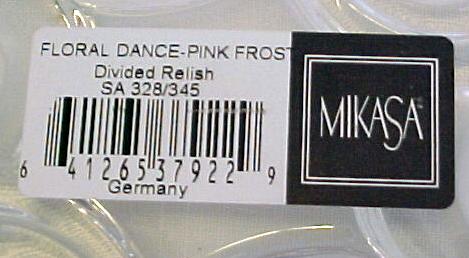 FLORAL DANCE-PINK FROST
Divided Relish
SA 328/345
6 41265 37922 9
Germany
MIKASA